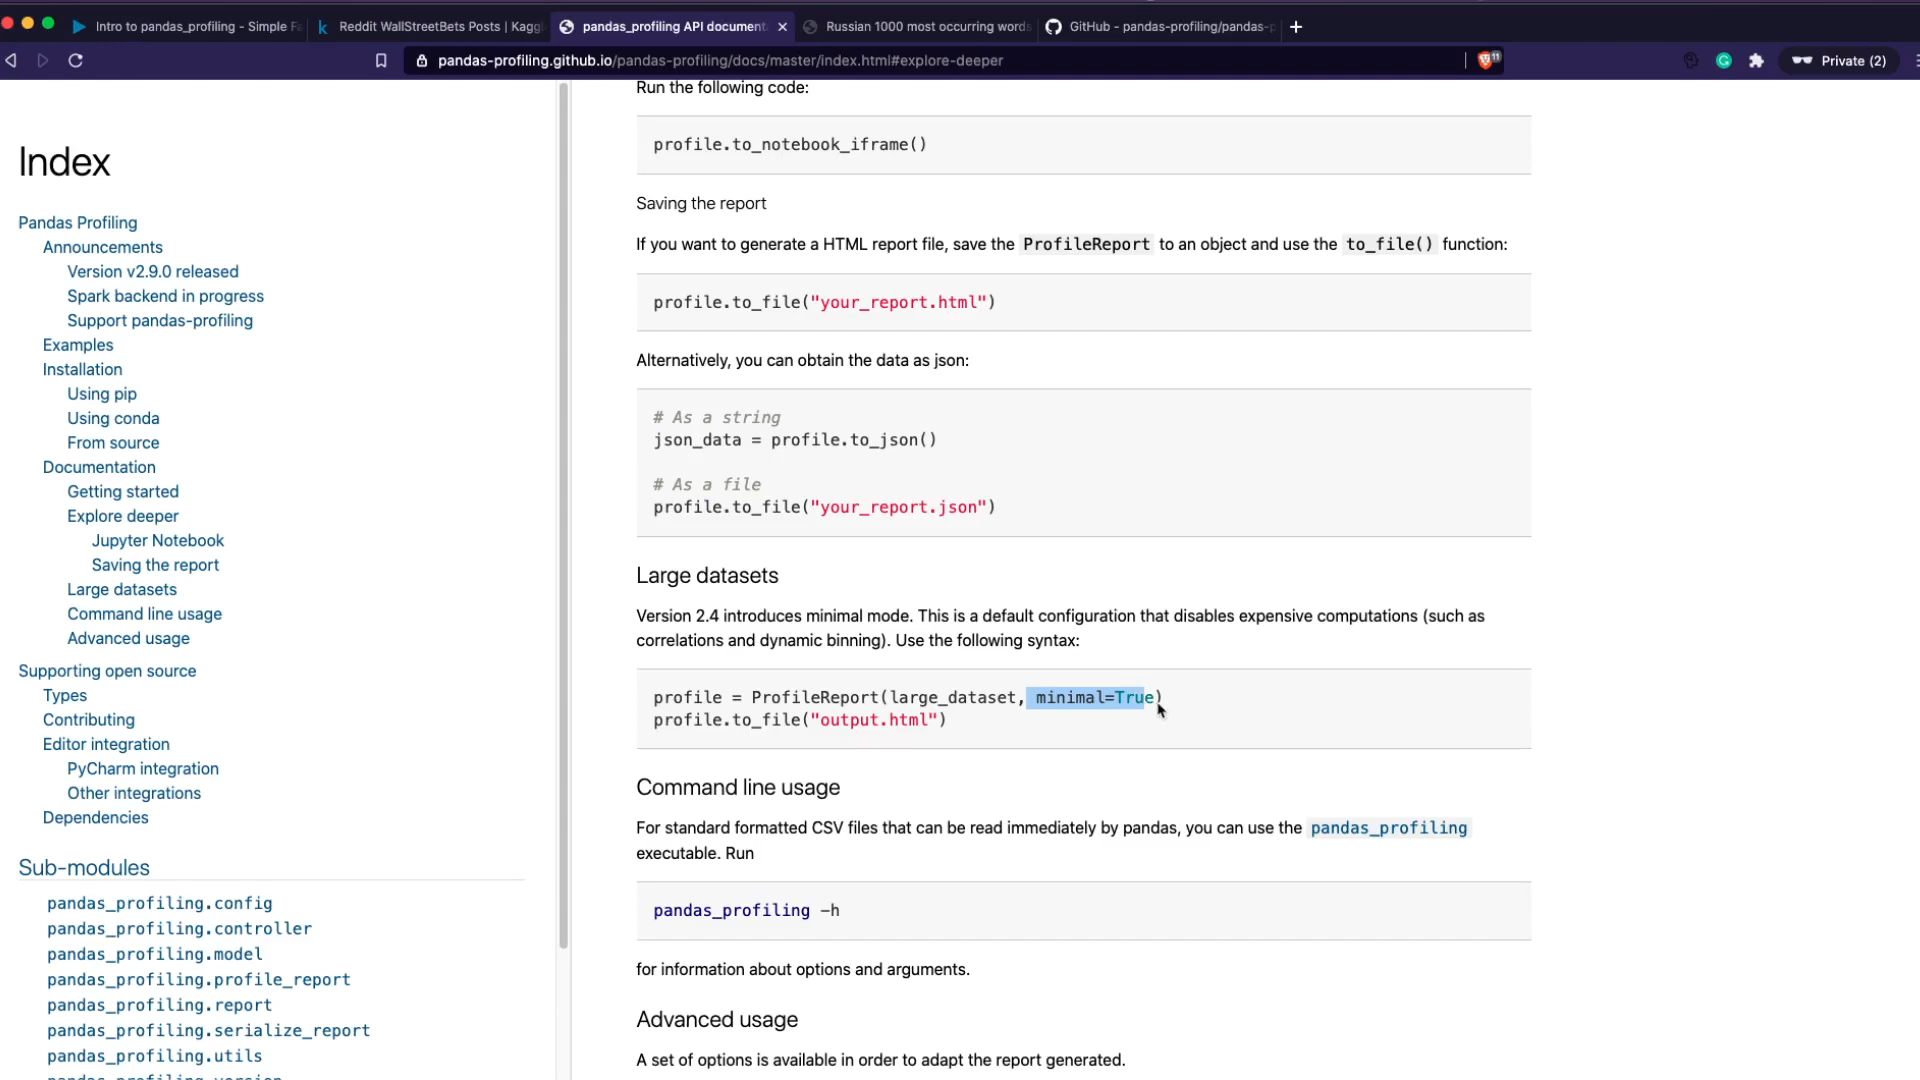 Intro to pandas_profiling - Simple Fa
Reddit WallStreetBets Posts | Kaggl
pandas_profiling API document
Russian 1000 most occurring words
GitHub - pandas-profiling/pandas-p
pandas-profiling.github.io/pandas-profiling/docs/master/index.html#explore-deeper
11
Private (2)
Index
Pandas Profiling
Announcements
Version v2.9.0 released
Spark backend in progress
Support pandas-profiling
Examples
Installation
Using pip
Using conda
From source
Documentation
Getting started
Explore deeper
Jupyter Notebook
Saving the report
Large datasets
Command line usage
Advanced usage
Supporting open source
Types
Contributing
Editor integration
PyCharm integration
Other integrations
Dependencies
Sub-modules
pandas_profiling.config
pandas_profiling.controller
pandas_profiling.model
pandas_profiling.profile_report
pandas_profiling.report
pandas_profiling.serialize_report
pandas_profiling.utils
pandas_profiling.version
Run the following code:
profile.to_notebook_iframe()
Saving the report
If you want to generate a HTML report file, save the ProfileReport to an object and use the to_file() function:
profile.to_file("your_report.html")
Alternatively, you can obtain the data as json:
# As a string
json_data = profile.to_json()
# As a file
profile.to_file("your_report.json")
Large datasets
Version 2.4 introduces minimal mode. This is a default configuration that disables expensive computations (such as
correlations and dynamic binning). Use the following syntax:
profile = ProfileReport(large_dataset, minimal=True)
profile.to_file("output.html")
Command line usage
For standard formatted CSV files that can be read immediately by pandas, you can use the pandas_profiling
executable. Run
pandas_profiling -h
for information about options and arguments.
Advanced usage
A set of options is available in order to adapt the report generated.